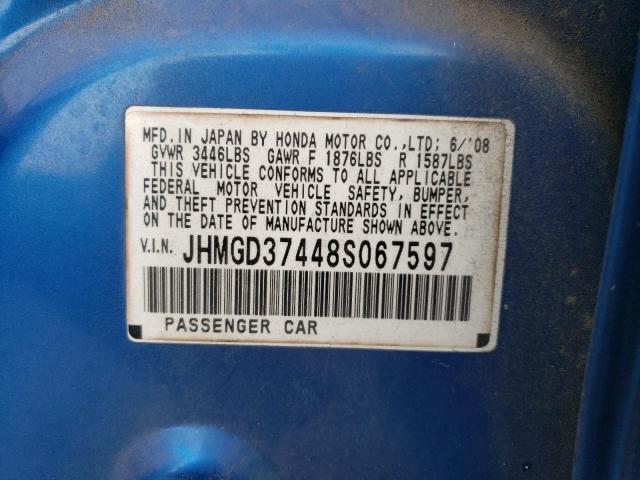 MFD.IN JAPAN BY HONDA MOTOR CO.,LTD; 6/'08
GVWR 3446LBS GAWR F 1876LBS R 1587LBS
THIS VEHICLE CONFORMS TO ALL APPLICABLE
FEDERAL MOTOR VEHICLE SAFETY, BUMPER,
AND THEFT PREVENTION STANDARDS IN EFFECT
ON THE DATE OF MANUFACTURE SHOWN ABOVE.
V.I.N. JHMGD37448S067597
PASSENGER CAR